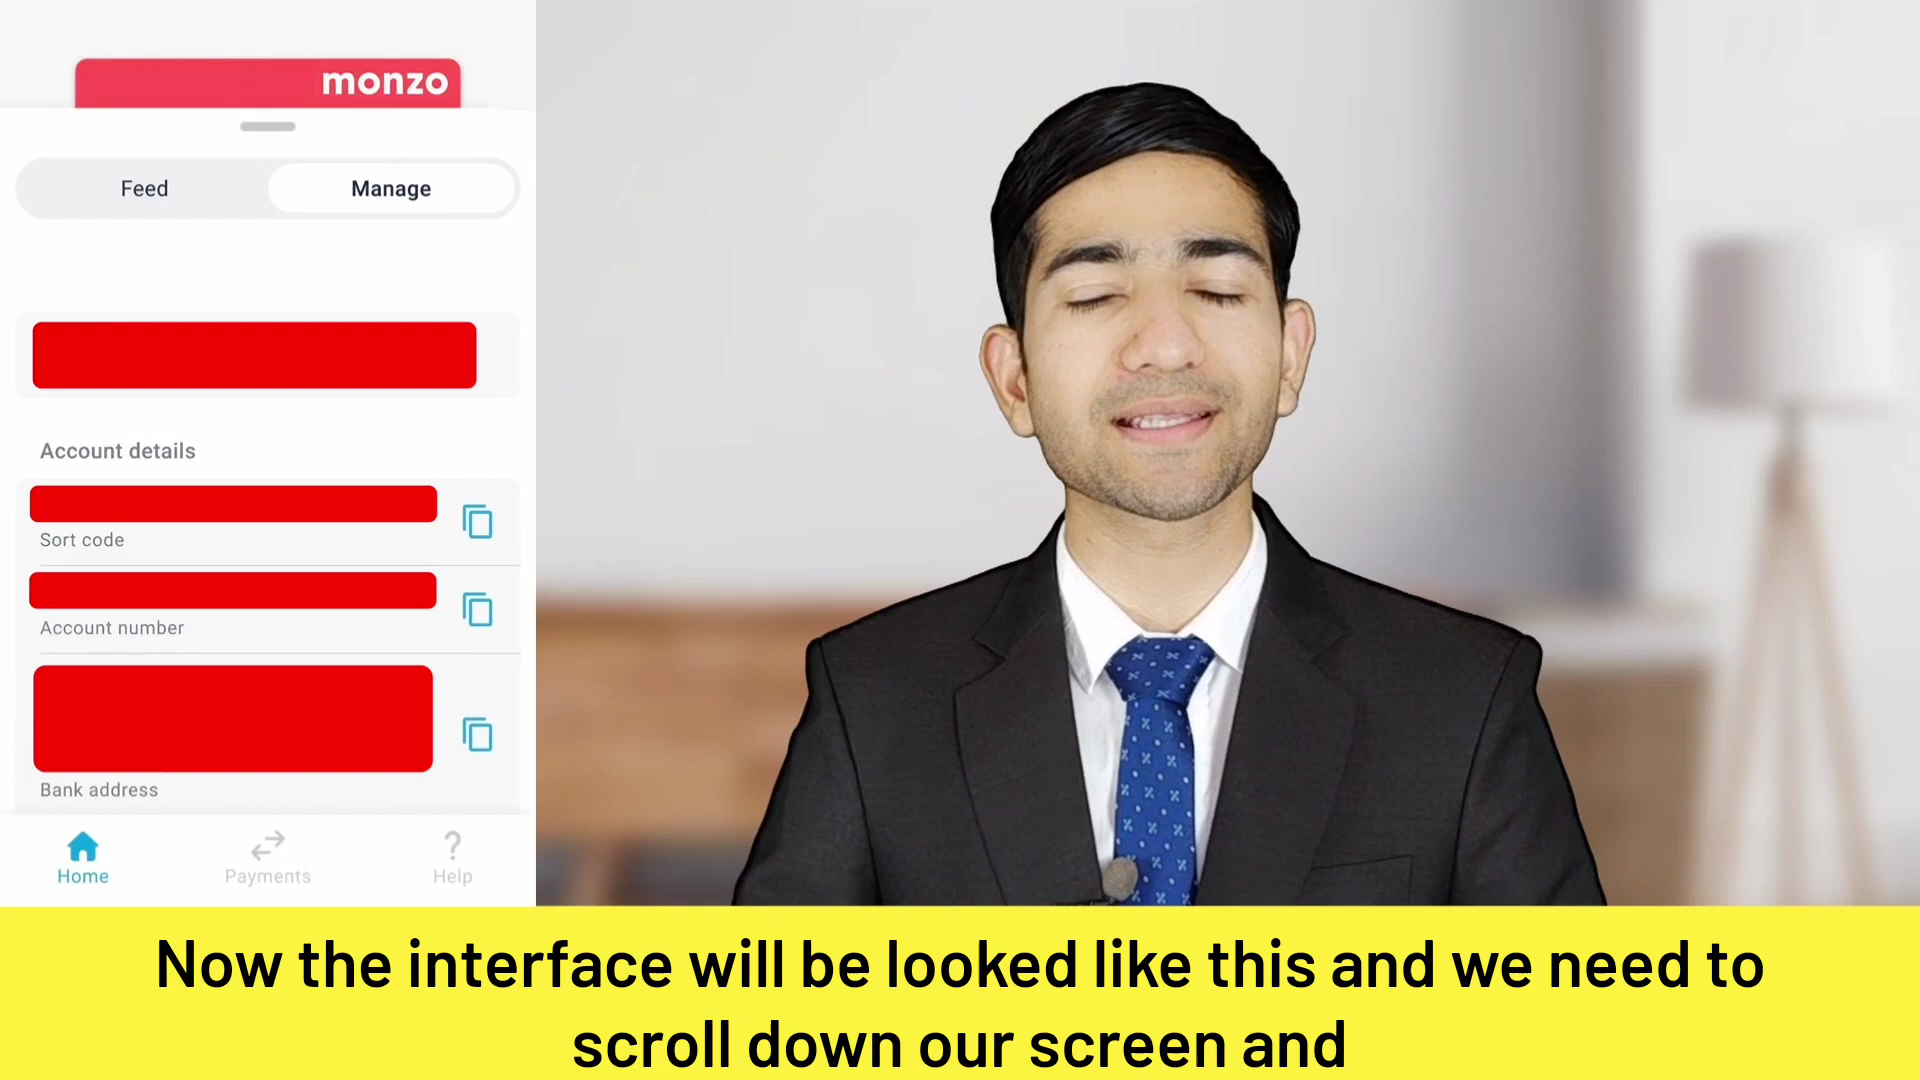 monzo
Feed
Manage
Account details
Sort code
Account number
Bank address
Home
Payments
Help
Now the interface will be looked like this and we need to
scroll down our screen and